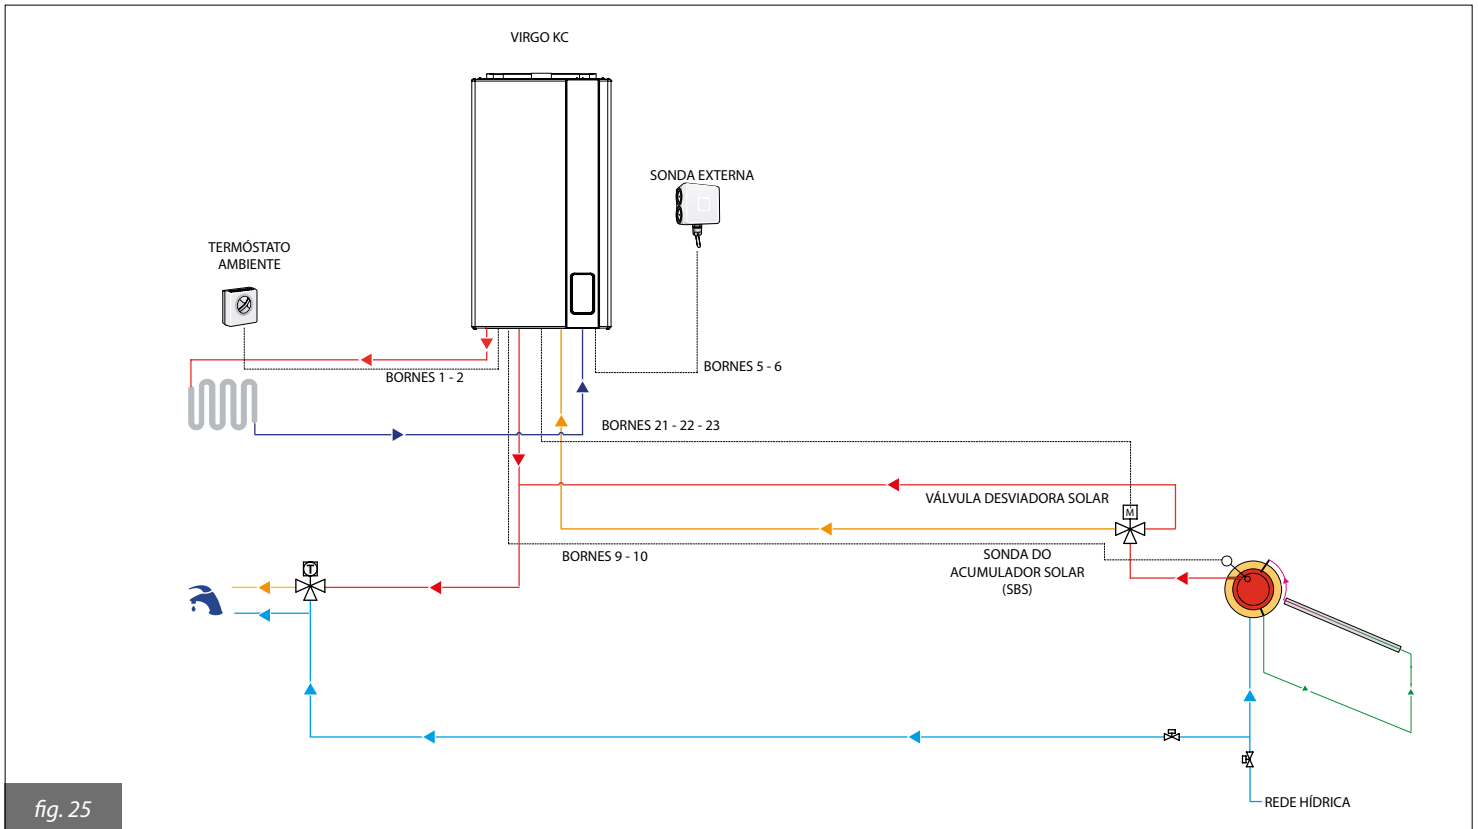 VIRGO KC
SONDA EXTERNA
TERMÓSTATO
AMBIENTE
BORNES 5 - 6
BORNES 1 - 2
BORNES 21 - 22 - 23
VÁLVULA DESVIADORA SOLAR
M
BORNES 9 - 10
SONDA DO
ACUMULADOR SOLAR
(SBS)
T
REDE HÍDRICA
fig. 25